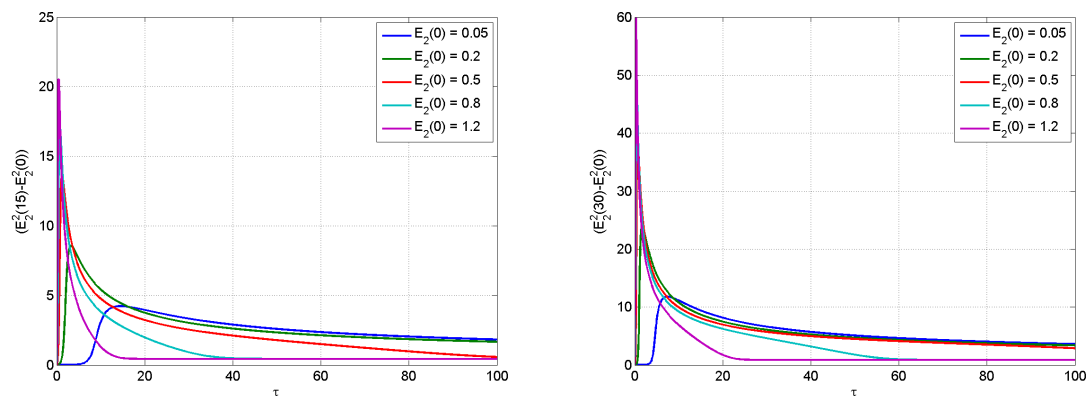 25
20
15
10
5
0
0
20
40
60
80
100
τ
(E₂²(15)-E₂²(0))
E₂(0) = 0.05
E₂(0) = 0.2
E₂(0) = 0.5
E₂(0) = 0.8
E₂(0) = 1.2
60
50
40
30
20
10
0
0
20
40
60
80
100
τ
(E₂²(30)-E₂²(0))
E₂(0) = 0.05
E₂(0) = 0.2
E₂(0) = 0.5
E₂(0) = 0.8
E₂(0) = 1.2